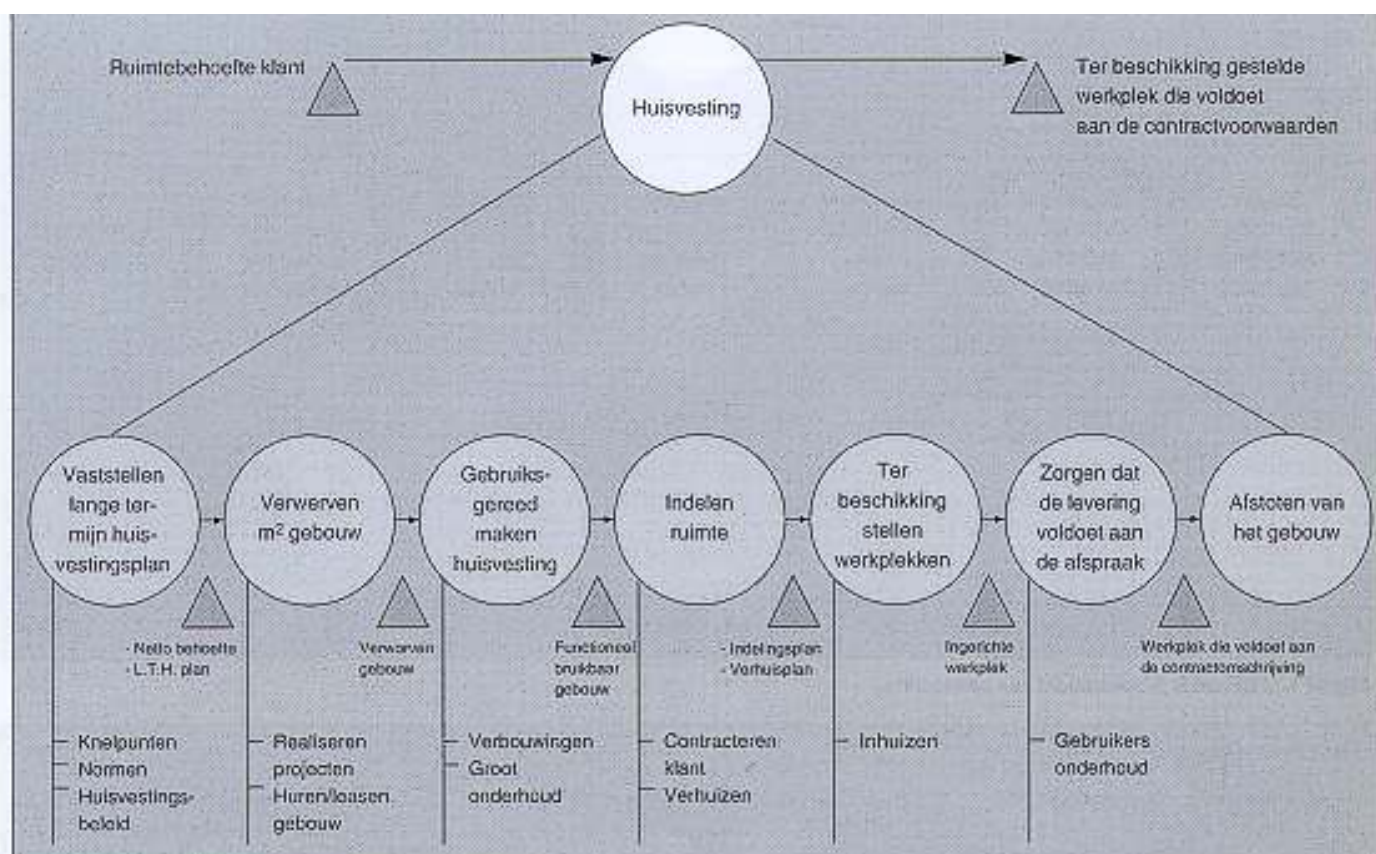 Ruimtebehoefte klant
Huisvesting
Ter beschikking gestelde
werkplek die voldoet
aan de contractvoorwaarden
Vaststellen
lange ter-
mijn huis-
vestingsplan
Verwerven
m² gebouw
Gebruiks-
gereed
maken
huisvesting
Indelen
ruimte
Ter
beschikking
stellen
werkplekken
Zorgen dat
de levering
voldoet aan
de afspraak
Afstoten van
het gebouw
- Netto behoefte
- L.T.H. plan
Verworven
gebouw
Functioneel
bruikbaar
gebouw
- Indelingsplan
- Verhuisplan
Ingerichte
werkplek
Werkplek die voldoet aan
de contractomschrijving
Knelpunten
Normen
Huisvestings-
beleid
Realiseren
projecten
Huren/leasen
gebouw
Verbouwingen
Groot
onderhoud
Contracteren
klant
Verhuizen
Inhuizen
Gebruikers
onderhoud